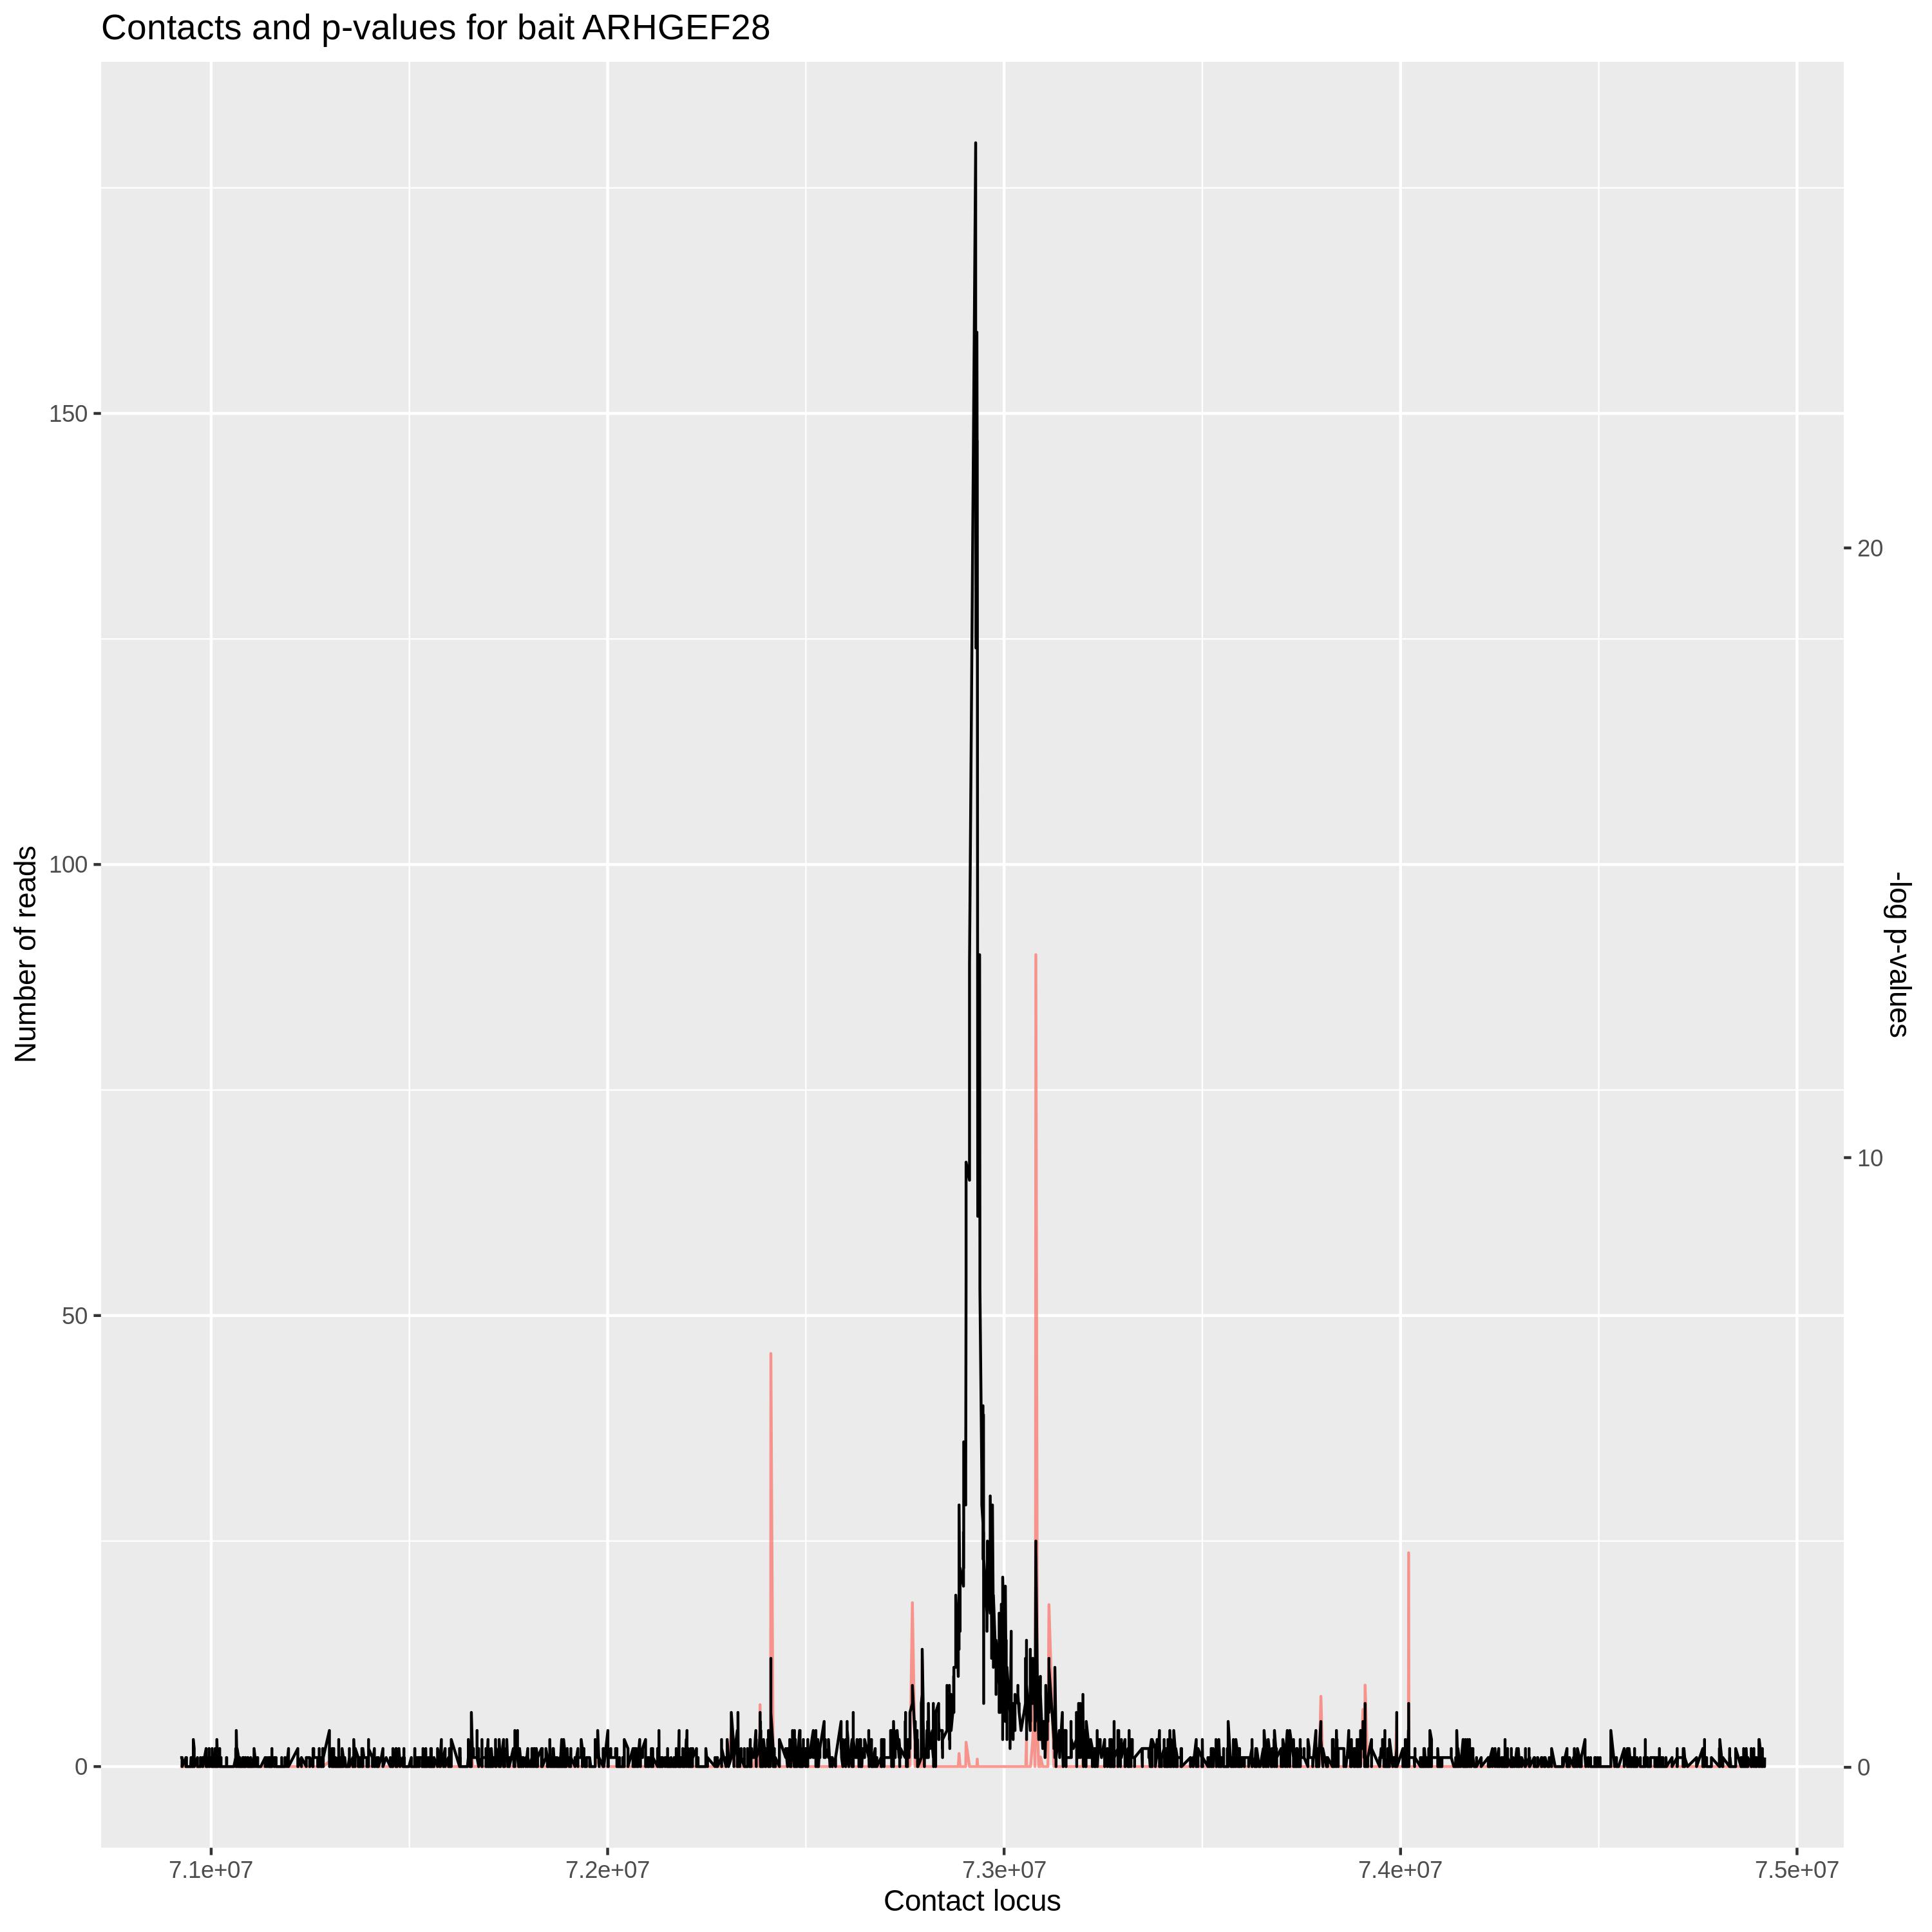 Contacts and p-values for bait ARHGEF28
150
100
50
0
Number of reads
20
10
0
-log p-values
7.1e+07 7.2e+07 7.3e+07 7.4e+07 7.5e+07
Contact locus